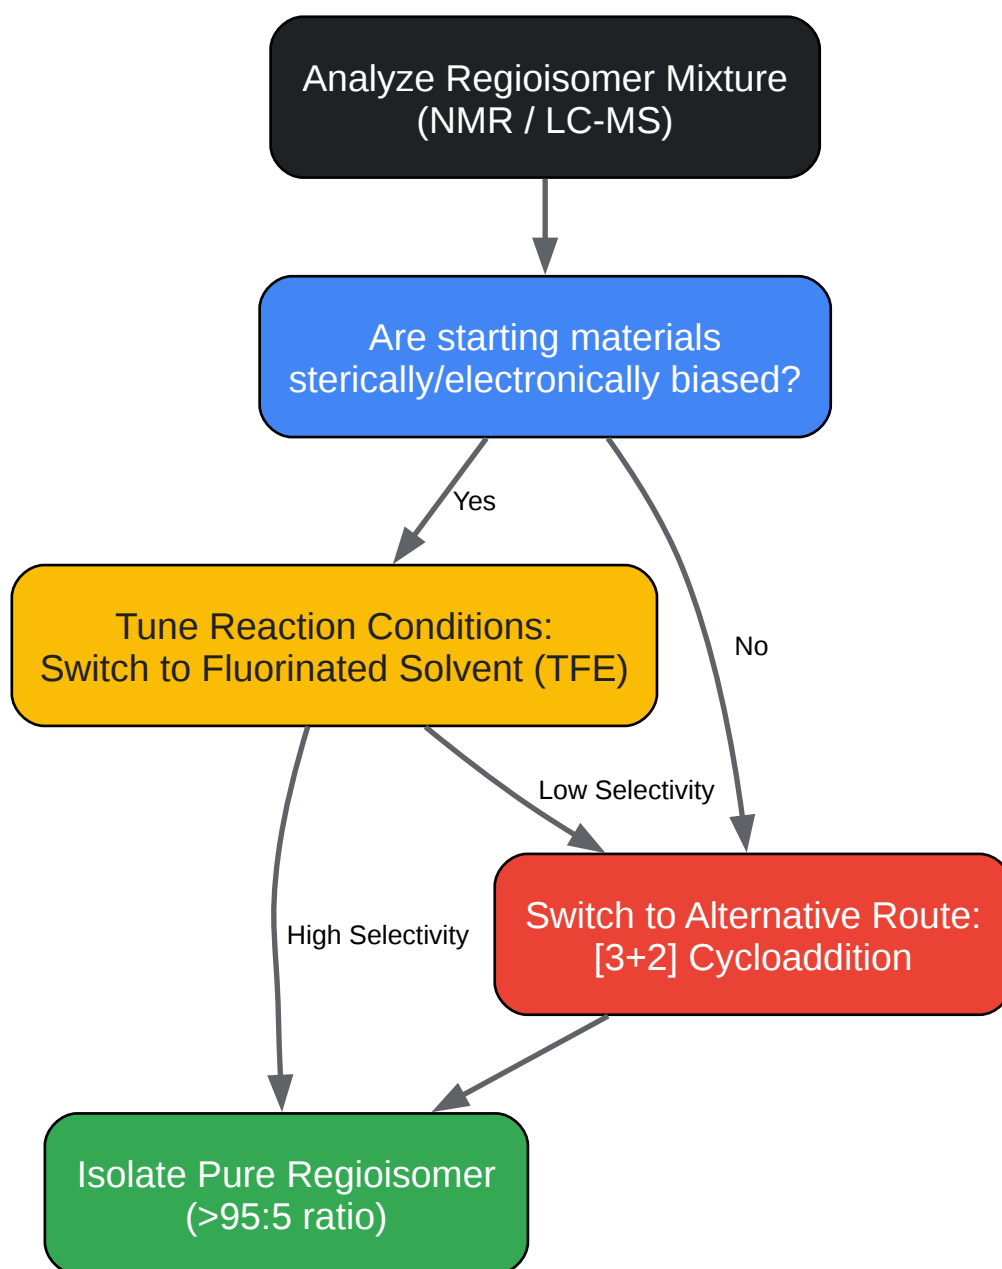 Analyze Regioisomer Mixture
(NMR / LC-MS)
Are starting materials
sterically/electronically biased?
Yes
Tune Reaction Conditions:
Switch to Fluorinated Solvent (TFE)
No
Low Selectivity
Switch to Alternative Route:
[3+2] Cycloaddition
High Selectivity
Isolate Pure Regioisomer
(>95:5 ratio)